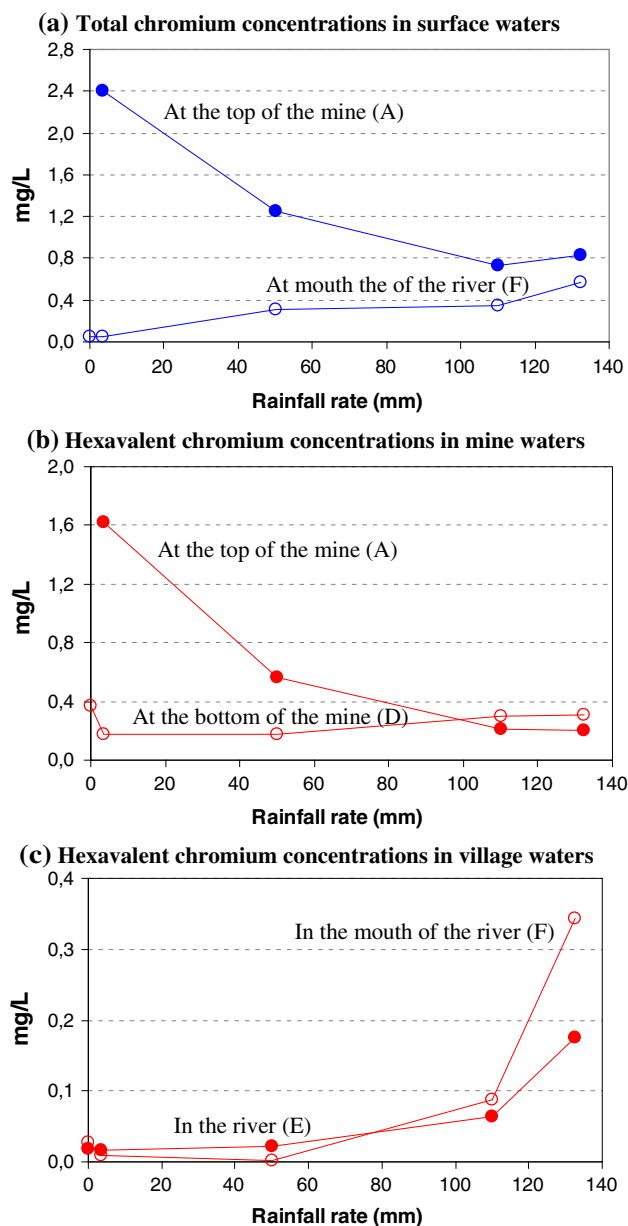 (a) Total chromium concentrations in surface waters
2,8
2,4
2,0
1,6
1,2
0,8
0,4
0,0
mg/L
At the top of the mine (A)
At mouth the of the river (F)
0 20 40 60 80 100 120 140
Rainfall rate (mm)
(b) Hexavalent chromium concentrations in mine waters
2,0
1,6
1,2
0,8
0,4
0,0
mg/L
At the top of the mine (A)
At the bottom of the mine (D)
0 20 40 60 80 100 120 140
Rainfall rate (mm)
(c) Hexavalent chromium concentrations in village waters
0,4
0,3
0,2
0,1
0,0
mg/L
In the mouth of the river (F)
In the river (E)
0 20 40 60 80 100 120 140
Rainfall rate (mm)